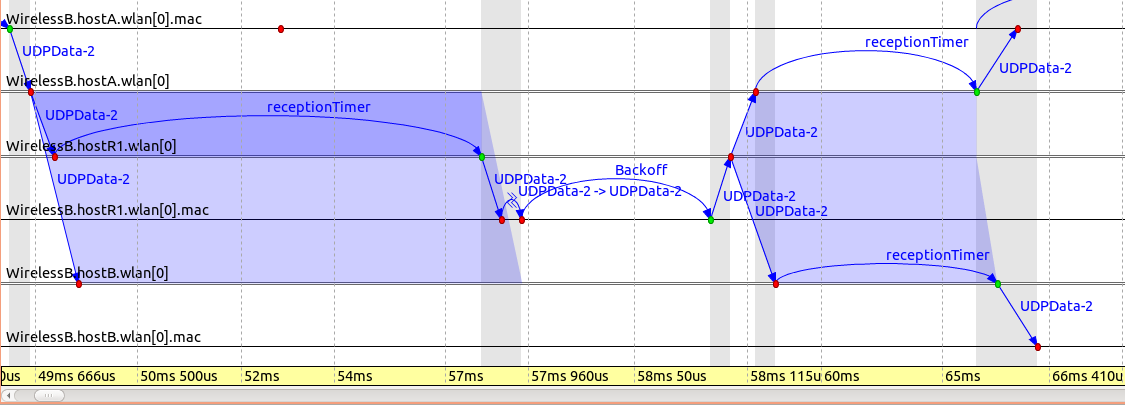 WirelessB.hostA.wlan[0].mac
receptionTimer
UDPData-2
UDPData-2
WirelessB.hostA.wlan[0]
receptionTimer
UDPData-2
UDPData-2
WirelessB.hostR1.wlan[0]
Backoff
UDPData-2
UDPData-2
UDPData-2 -> UDPData-2
UDPData-2
WirelessB.hostR1.wlan[0].mac
UDPData-2
receptionTimer
WirelessB.hostB.wlan[0]
UDPData-2
WirelessB.hostB.wlan[0].mac
0us 49ms 666us 50ms 500us 52ms 54ms 57ms 57ms 960us 58ms 50us 58ms 115u 60ms 65ms 66ms 410u